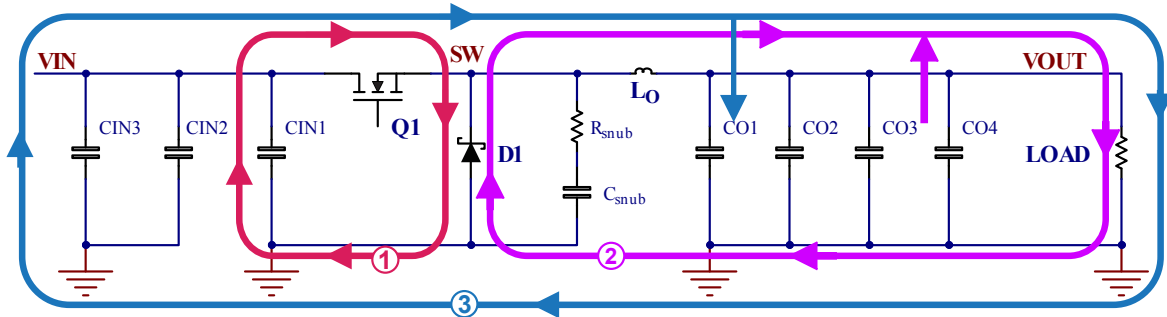 VIN
SW
VOUT
CIN3
CIN2
CIN1
Q1
D1
LO
Rsnub
Csnub
CO1
CO2
CO3
CO4
LOAD
1
2
3